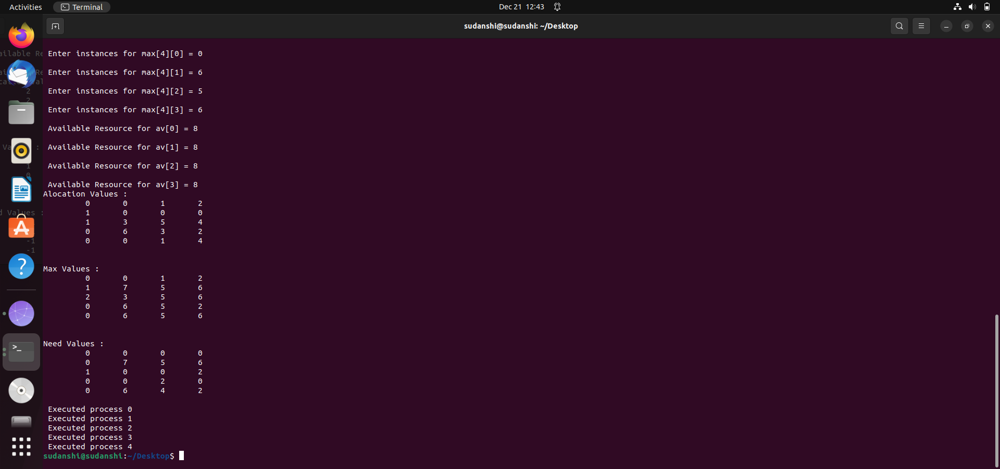 Activities Terminal Dec 21 12:43
sudanshi@sudanshi: ~/Desktop
Enter instances for max[4][0] = 0
Enter instances for max[4][1] = 6
Enter instances for max[4][2] = 5
Enter instances for max[4][3] = 6
Available Resource for av[0] = 8
Available Resource for av[1] = 8
Available Resource for av[2] = 8
Available Resource for av[3] = 8
Alocation Values :
0 0 1 2
1 0 0 0
1 3 5 4
0 6 3 2
0 0 1 4
Max Values :
0 0 1 2
1 7 5 6
2 3 5 6
0 6 5 2
0 6 5 6
Need Values :
0 0 0 0
0 7 5 6
1 0 0 2
0 0 2 0
0 6 4 2
Executed process 0
Executed process 1
Executed process 2
Executed process 3
Executed process 4
sudanshi@sudanshi:~/Desktop$